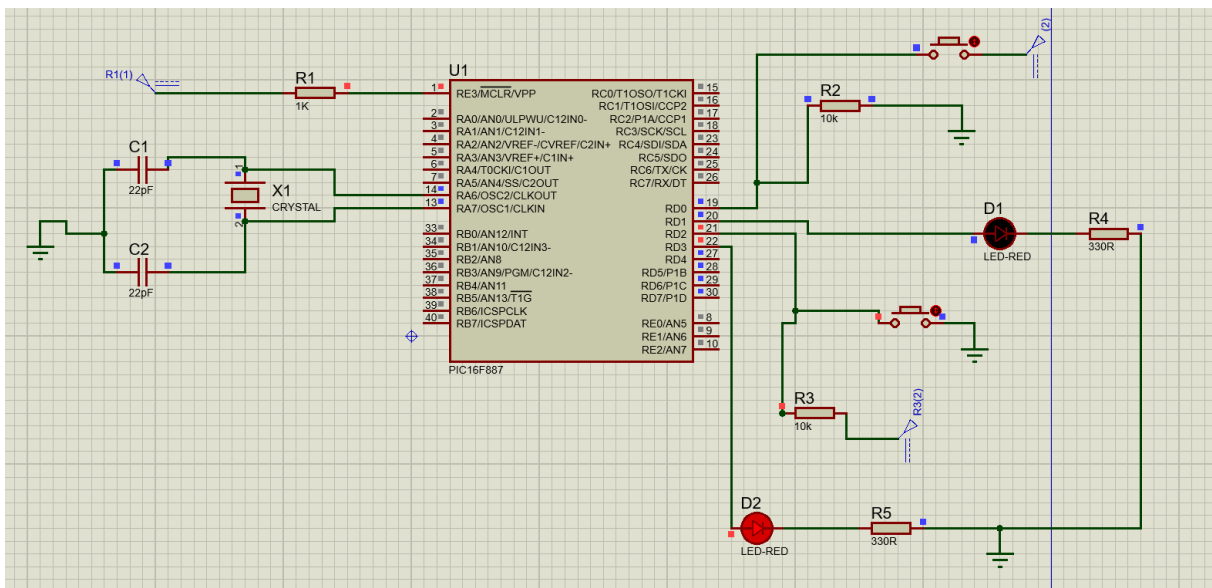 R1(1)
R1
1K
C1
22pF
C2
22pF
X1
CRYSTAL
1
2
U1
1 RE3/MCLR/VPP
2 RA0/AN0/ULPWU/C12IN0-
3 RA1/AN1/C12IN1-
4 RA2/AN2/VREF-/CVREF/C2IN+
5 RA3/AN3/VREF+/C1IN+
6 RA4/T0CKI/C1OUT
7 RA5/AN4/SS/C2OUT
14 RA6/OSC2/CLKOUT
13 RA7/OSC1/CLKIN
33 RB0/AN12/INT
34 RB1/AN10/C12IN3-
35 RB2/AN8
36 RB3/AN9/PGM/C12IN2-
37 RB4/AN11
38 RB5/AN13/T1G
39 RB6/ICSPCLK
40 RB7/ICSPDAT
RC0/T1OSO/T1CKI 15
RC1/T1OSI/CCP2 16
RC2/P1A/CCP1 17
RC3/SCK/SCL 18
RC4/SDI/SDA 23
RC5/SDO 24
RC6/TX/CK 25
RC7/RX/DT 26
RD0 19
RD1 20
RD2 21
RD3 22
RD4 27
RD5/P1B 28
RD6/P1C 29
RD7/P1D 30
RE0/AN5 8
RE1/AN6 9
RE2/AN7 10
PIC16F887
(2)
R2
10k
D1
LED-RED
R4
330R
R3
10k
R3(2)
D2
LED-RED
R5
330R